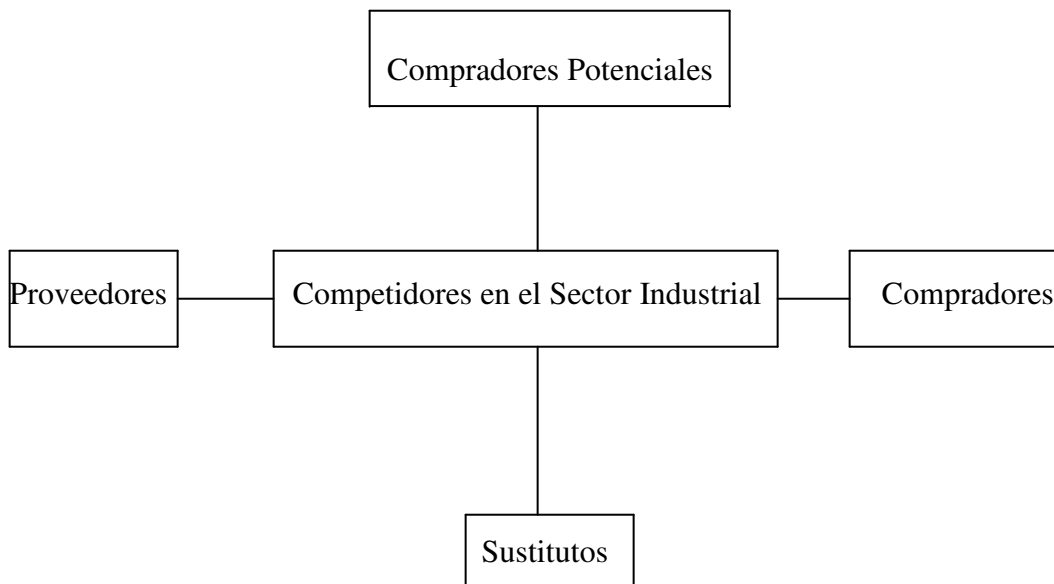 Compradores Potenciales
Proveedores
Competidores en el Sector Industrial
Compradores
Sustitutos